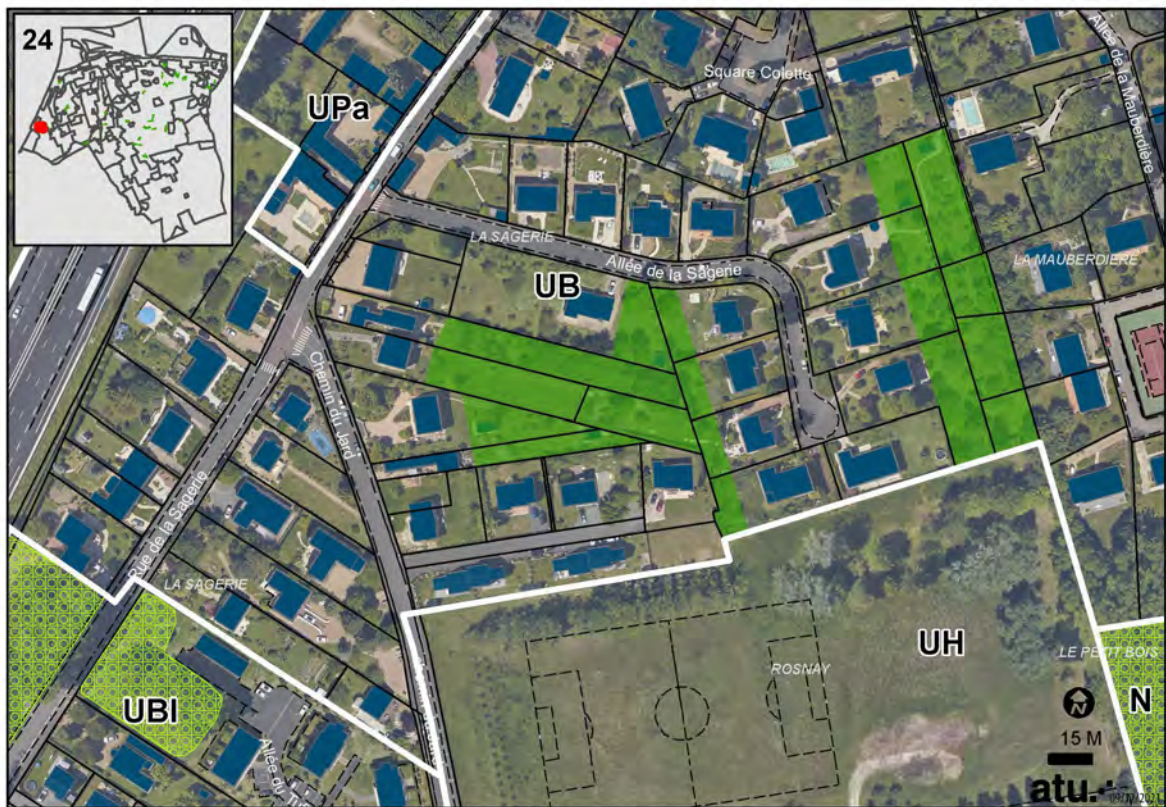 24
UPa
Square Colette
Allée de la Mauberdière
LA SAGERIE
Allée de la Sagerie
LA MAUBERDIERE
UB
Chemin du Jard
Rue de la Sagerie
LA SAGERIE
UH
LE PETIT BOIS
ROSNAY
N
UBI
N
15 M
atu.